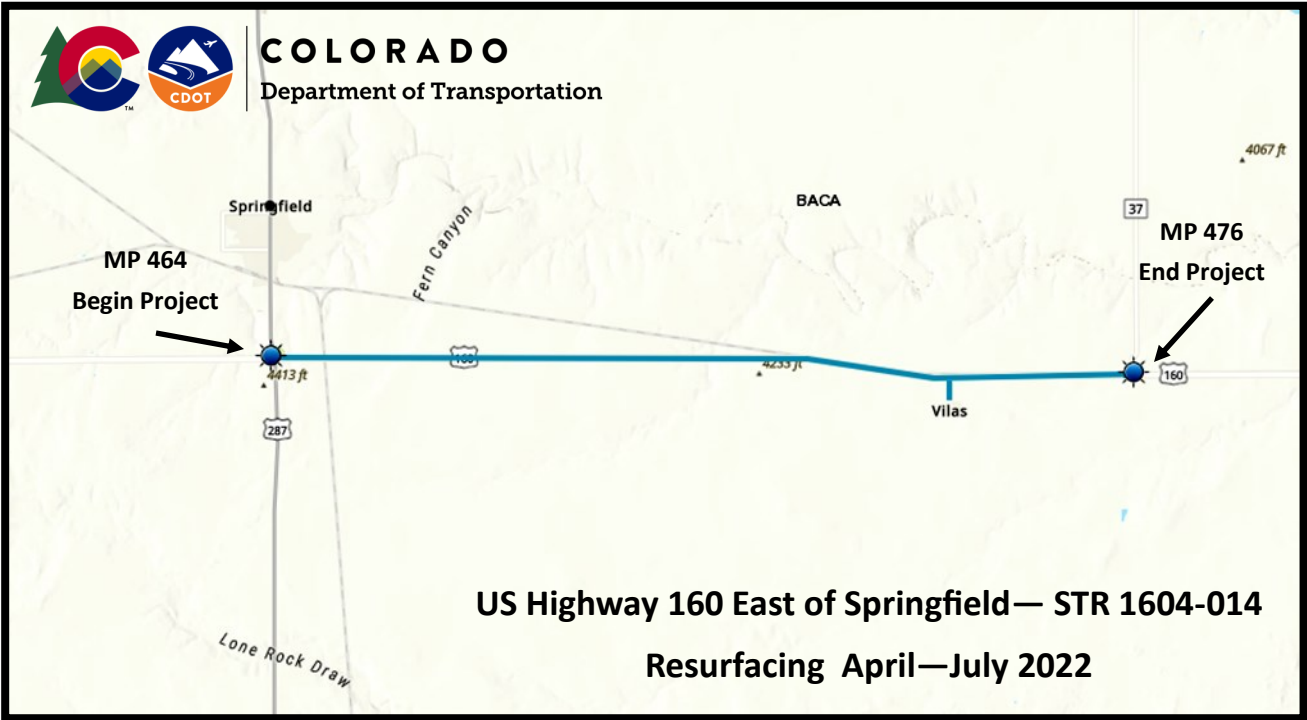 COLORADO
Department of Transportation
CDOT
TM
4067 ft
Springfield
BACA
37
Fern Canyon
MP 464
Begin Project
MP 476
End Project
160
4413 ft
4233 ft
160
Vilas
287
US Highway 160 East of Springfield— STR 1604-014
Lone Rock Draw
Resurfacing April—July 2022